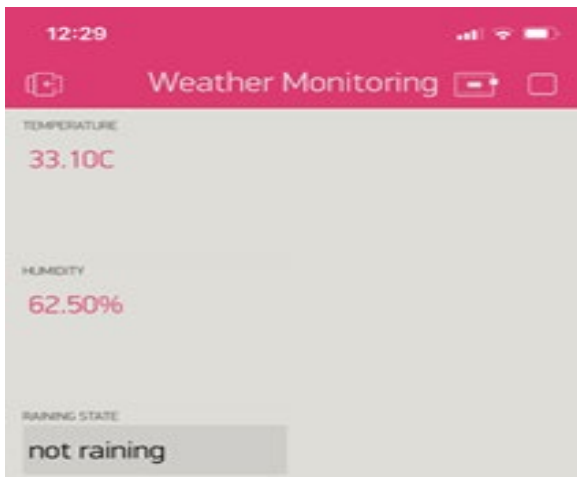 12:29
Weather Monitoring
TEMPERATURE
33.10C
HUMIDITY
62.50%
RAINING STATE
not raining